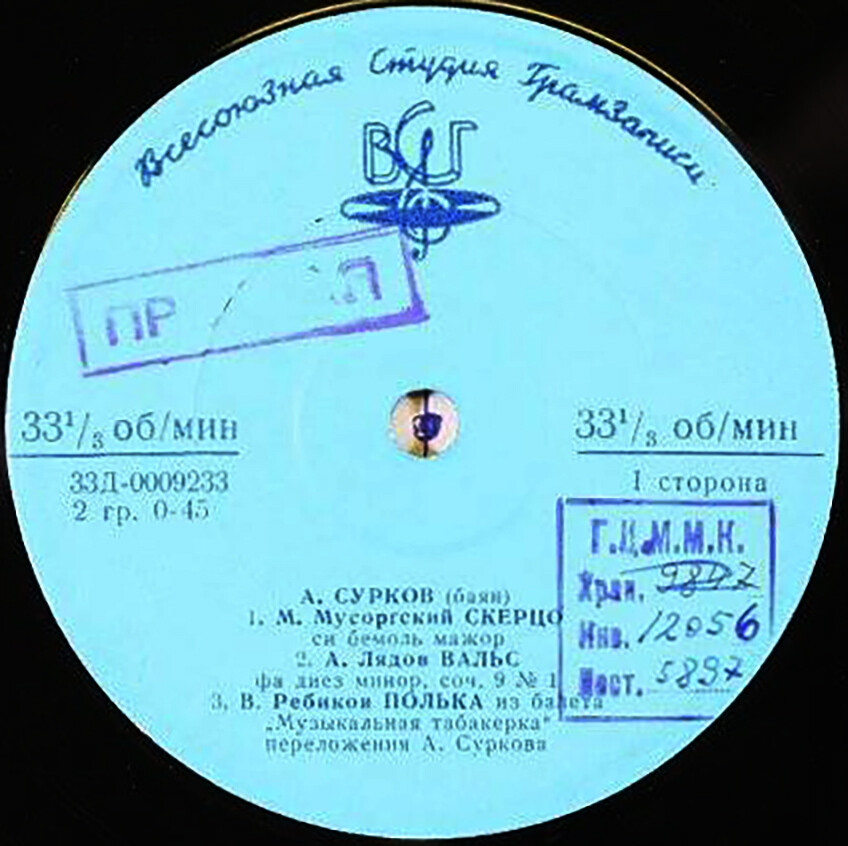 Всесоюзная Студия Грамзаписи
ВСГ
ПР П
33¹/₃ об/мин
33Д-0009233
2 гр. 0-45
33¹/₃ об/мин
I сторона
Г.Ц.М.М.К.
Хран. 9847
Инв. 12056
Пост. 5897
А. СУРКОВ (баян)
1. М. Мусоргский СКЕРЦО
си бемоль мажор
2. А. Лядов ВАЛЬС
фа диез минор, соч. 9 № 1
3. В. Ребиков ПОЛЬКА из балета
„Музыкальная табакерка"
переложения А. Суркова